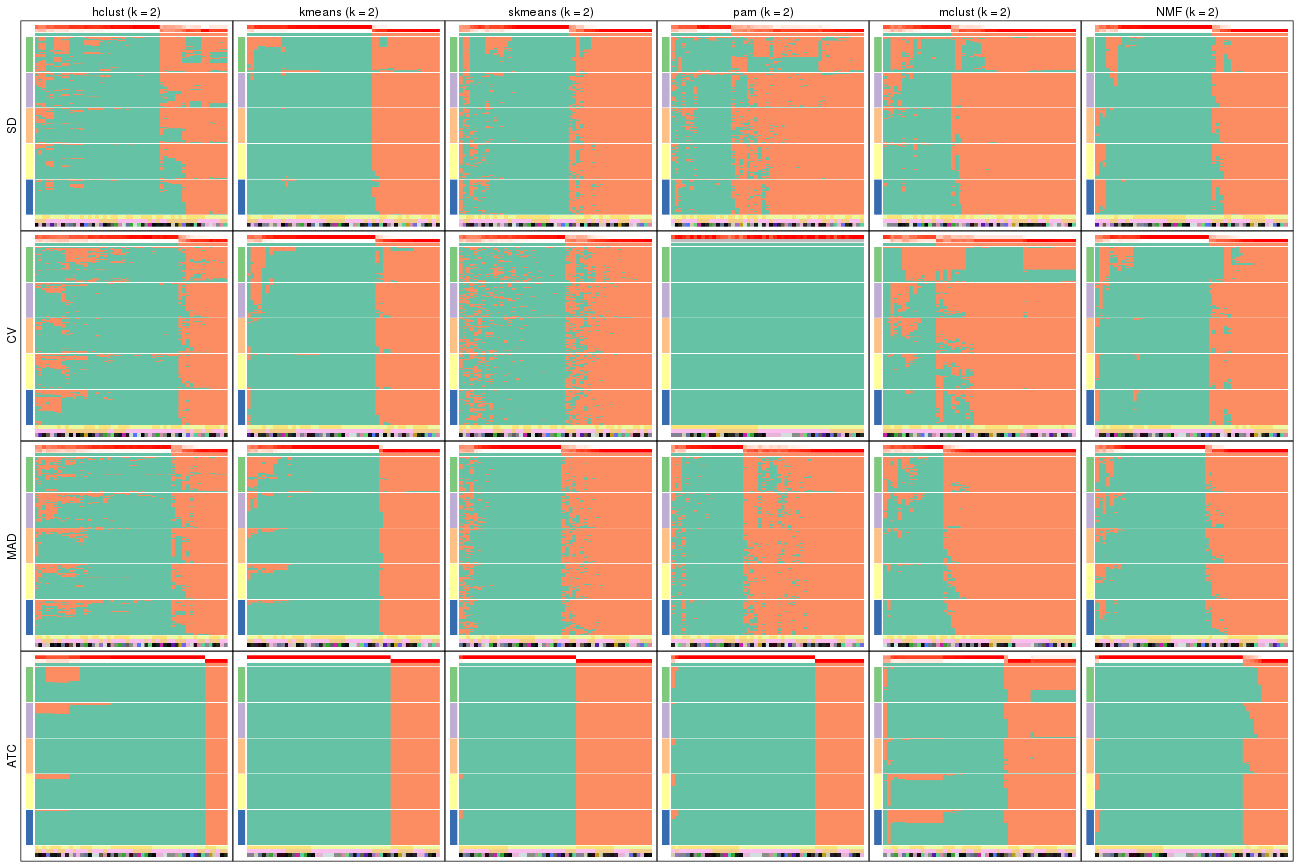 hclust (k = 2) kmeans (k = 2) skmeans (k = 2) pam (k = 2) mclust (k = 2) NMF (k = 2)
SD
CV
MAD
ATC